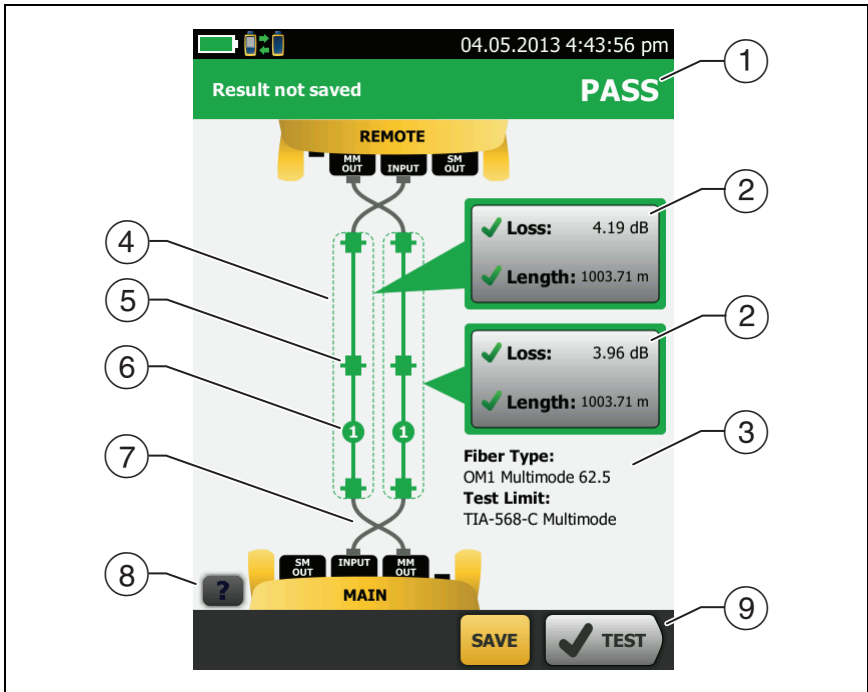 04.05.2013 4:43:56 pm
1
Result not saved
PASS
REMOTE
MM OUT
INPUT
SM OUT
2
Loss: 4.19 dB
Length: 1003.71 m
4
5
2
Loss: 3.96 dB
Length: 1003.71 m
6
1
1
3
Fiber Type:
OM1 Multimode 62.5
Test Limit:
TIA-568-C Multimode
7
SM OUT
INPUT
MM OUT
8
?
MAIN
9
SAVE
TEST